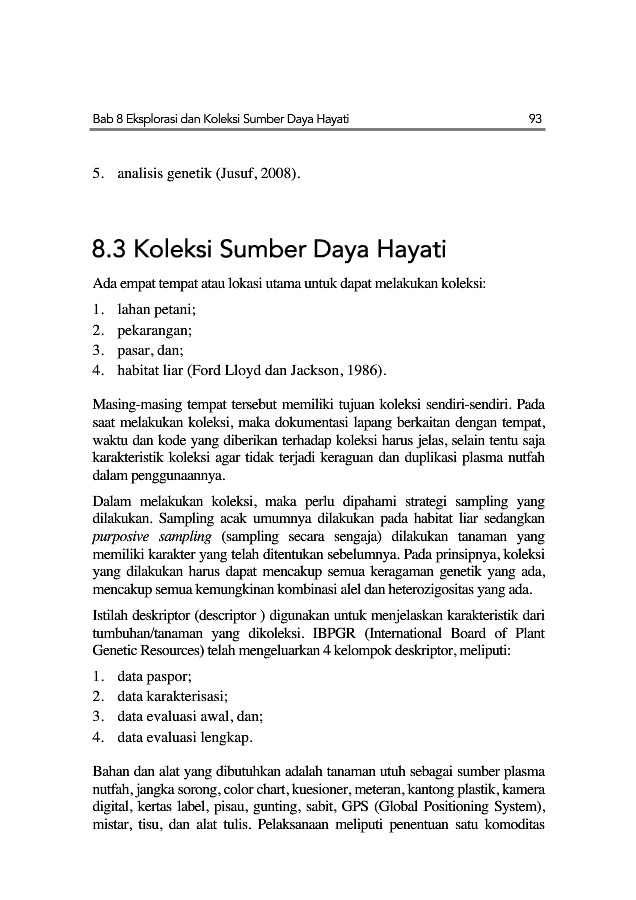 Bab 8 Eksplorasi dan Koleksi Sumber Daya Hayati 93
5. analisis genetik (Jusuf, 2008).
8.3 Koleksi Sumber Daya Hayati
Ada empat tempat atau lokasi utama untuk dapat melakukan koleksi:
1. lahan petani;
2. pekarangan;
3. pasar, dan;
4. habitat liar (Ford Lloyd dan Jackson, 1986).
Masing-masing tempat tersebut memiliki tujuan koleksi sendiri-sendiri. Pada
saat melakukan koleksi, maka dokumentasi lapang berkaitan dengan tempat,
waktu dan kode yang diberikan terhadap koleksi harus jelas, selain tentu saja
karakteristik koleksi agar tidak terjadi keraguan dan duplikasi plasma nutfah
dalam penggunaannya.
Dalam melakukan koleksi, maka perlu dipahami strategi sampling yang
dilakukan. Sampling acak umumnya dilakukan pada habitat liar sedangkan
purposive sampling (sampling secara sengaja) dilakukan tanaman yang
memiliki karakter yang telah ditentukan sebelumnya. Pada prinsipnya, koleksi
yang dilakukan harus dapat mencakup semua keragaman genetik yang ada,
mencakup semua kemungkinan kombinasi alel dan heterozigositas yang ada.
Istilah deskriptor (descriptor ) digunakan untuk menjelaskan karakteristik dari
tumbuhan/tanaman yang dikoleksi. IBPGR (International Board of Plant
Genetic Resources) telah mengeluarkan 4 kelompok deskriptor, meliputi:
1. data paspor;
2. data karakterisasi;
3. data evaluasi awal, dan;
4. data evaluasi lengkap.
Bahan dan alat yang dibutuhkan adalah tanaman utuh sebagai sumber plasma
nutfah, jangka sorong, color chart, kuesioner, meteran, kantong plastik, kamera
digital, kertas label, pisau, gunting, sabit, GPS (Global Positioning System),
mistar, tisu, dan alat tulis. Pelaksanaan meliputi penentuan satu komoditas